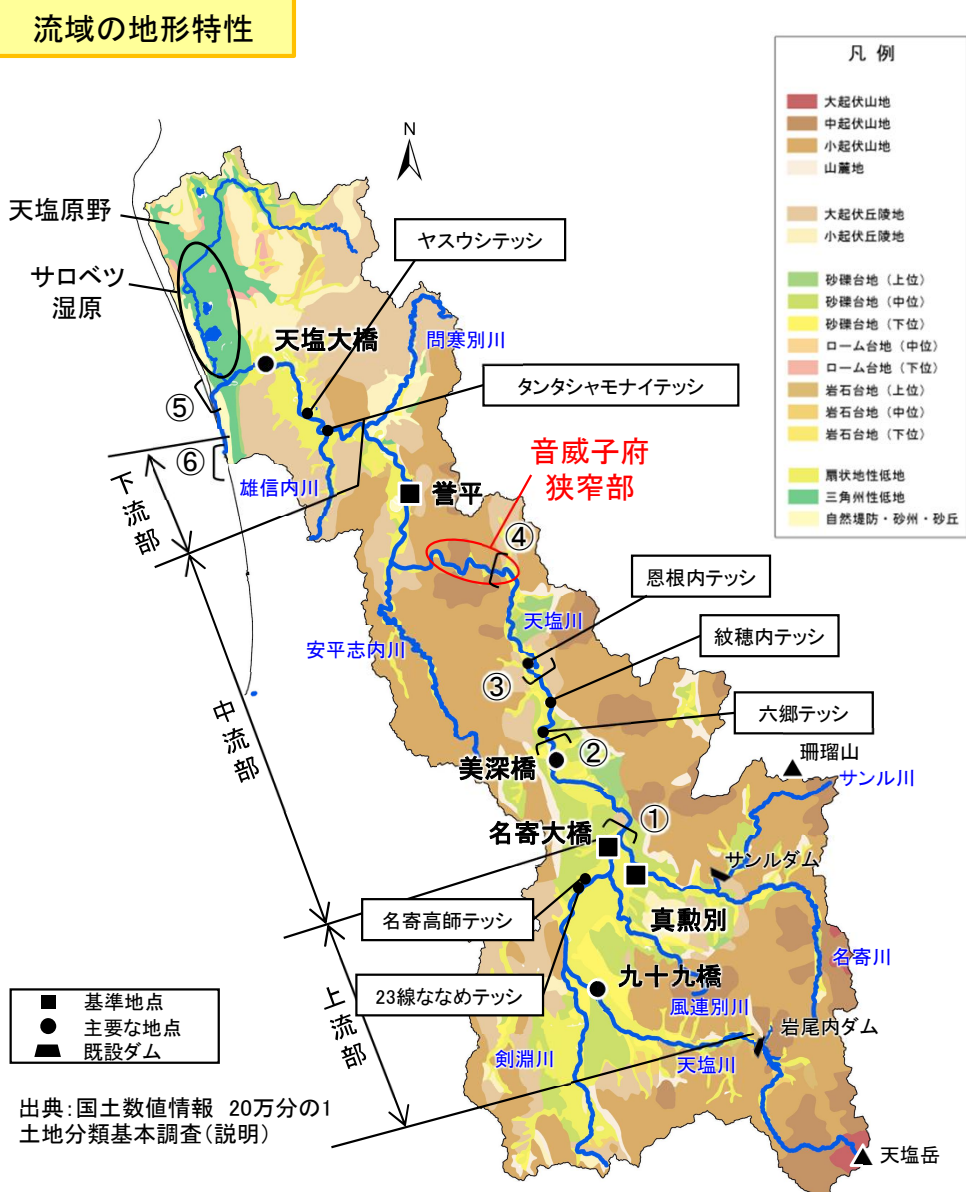 流域の地形特性
凡 例
大起伏山地
中起伏山地
小起伏山地
山麓地
大起伏丘陵地
小起伏丘陵地
砂礫台地（上位）
砂礫台地（中位）
砂礫台地（下位）
ローム台地（中位）
ローム台地（下位）
岩石台地（上位）
岩石台地（中位）
岩石台地（下位）
扇状地性低地
三角州性低地
自然堤防・砂州・砂丘
N
天塩原野
サロベツ
湿原
ヤスウシテッシ
天塩大橋
問寒別川
タンタシャモナイテッシ
⑤
⑥
音威子府
狭窄部
雄信内川
誉平
下流部
④
恩根内テッシ
天塩川
紋穂内テッシ
安平志内川
③
六郷テッシ
中流部
②
美深橋
珊瑠山
サンル川
①
名寄大橋
サンルダム
名寄高師テッシ
真勲別
名寄川
23線ななめテッシ
九十九橋
風連別川
岩尾内ダム
上流部
剣淵川
天塩川
天塩岳
基準地点
主要な地点
既設ダム
出典：国土数値情報 20万分の1
土地分類基本調査（説明）